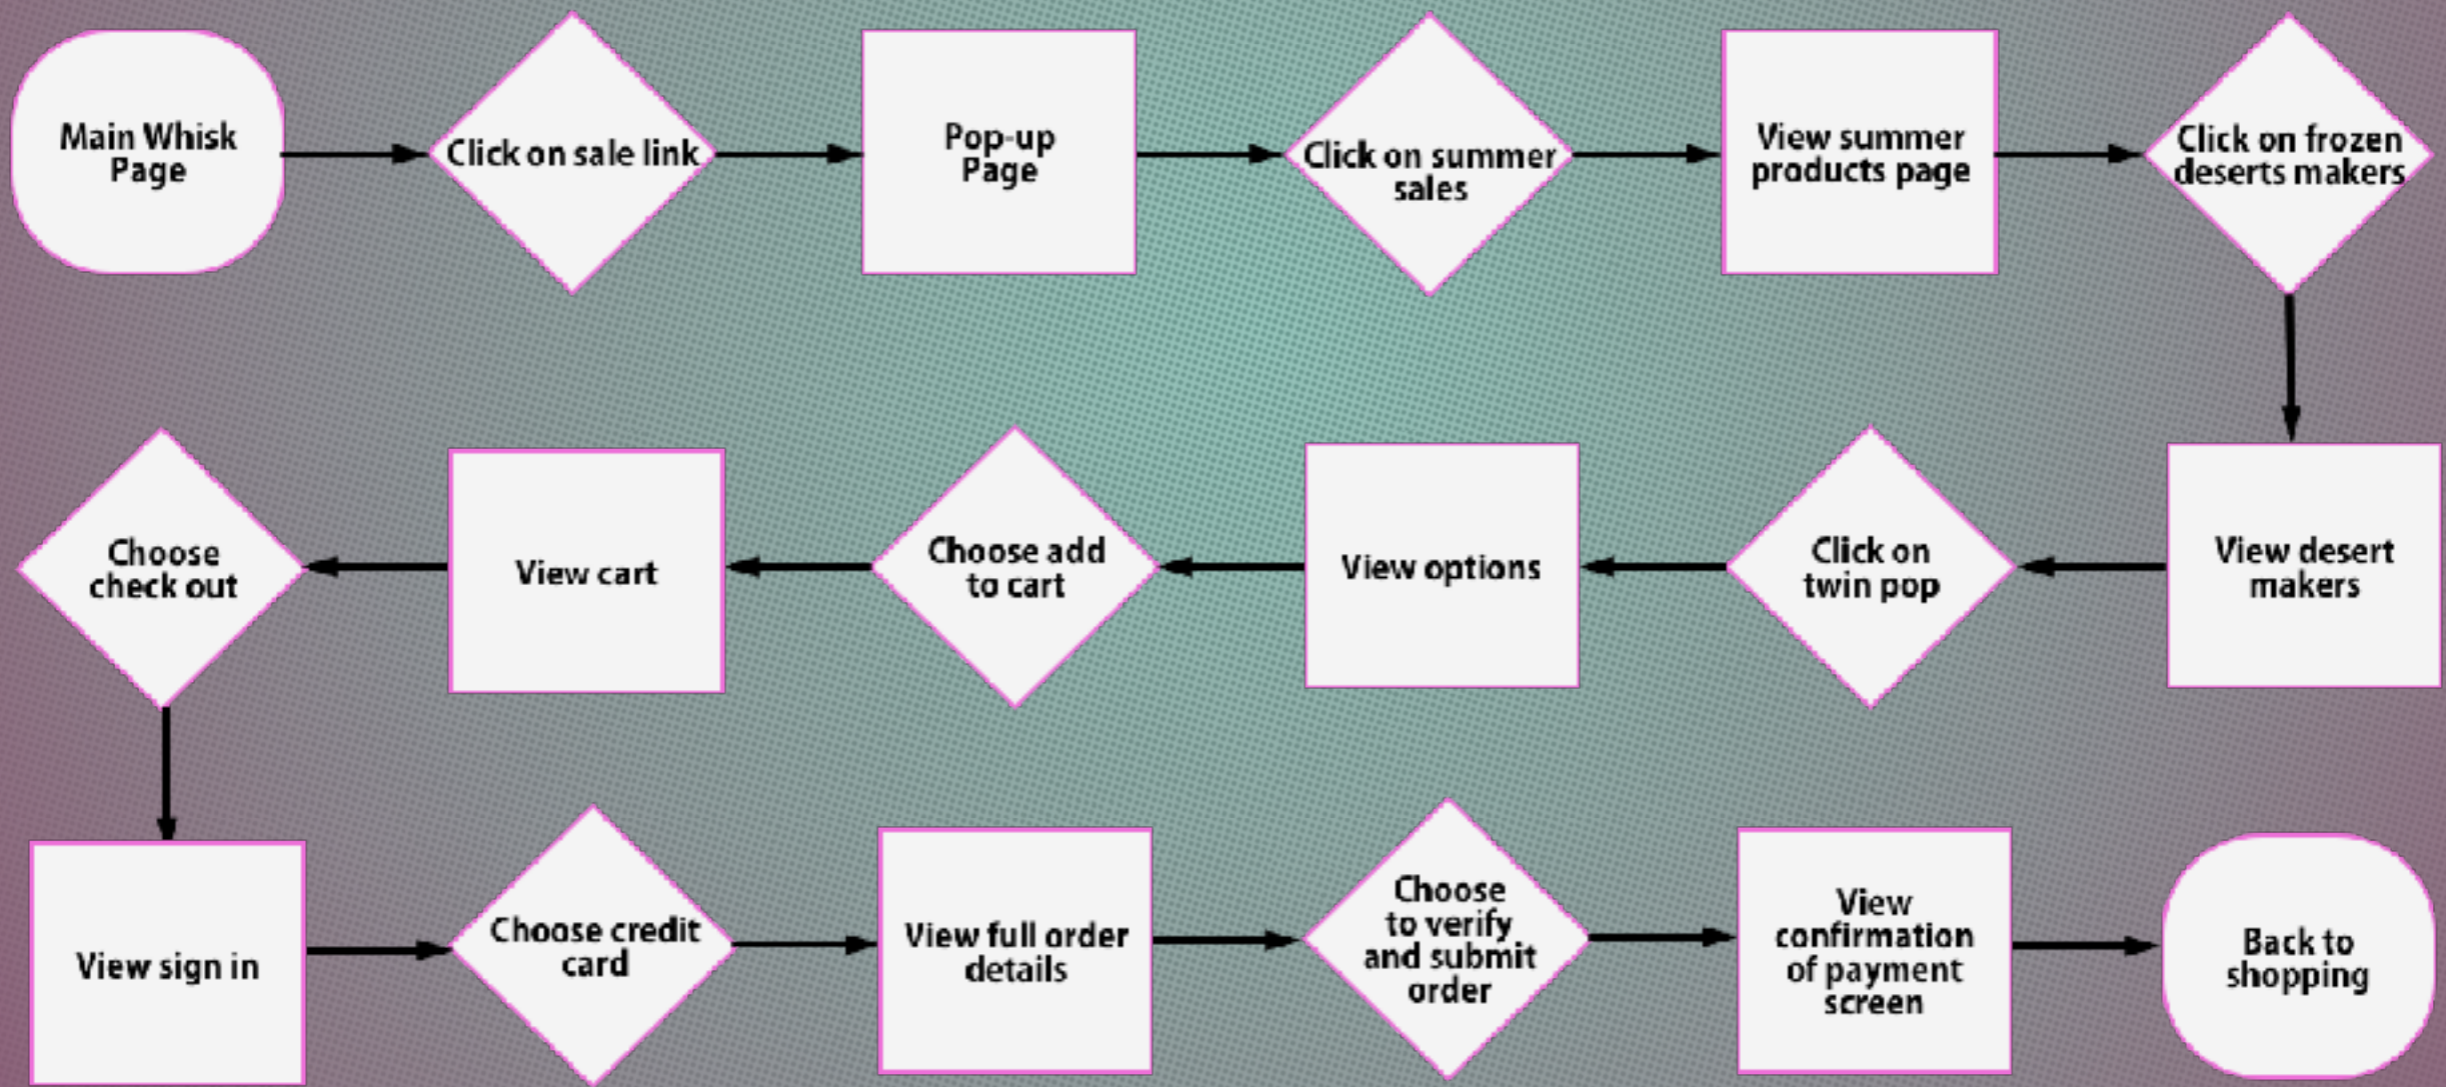 Main Whisk
Page
Click on sale link
Pop-up
Page
Click on summer
sales
View summer
products page
Click on frozen
deserts makers
View desert
makers
Click on
twin pop
View options
Choose add
to cart
View cart
Choose
check out
View sign in
Choose credit
card
View full order
details
Choose
to verify
and submit
order
View
confirmation
of payment
screen
Back to
shopping